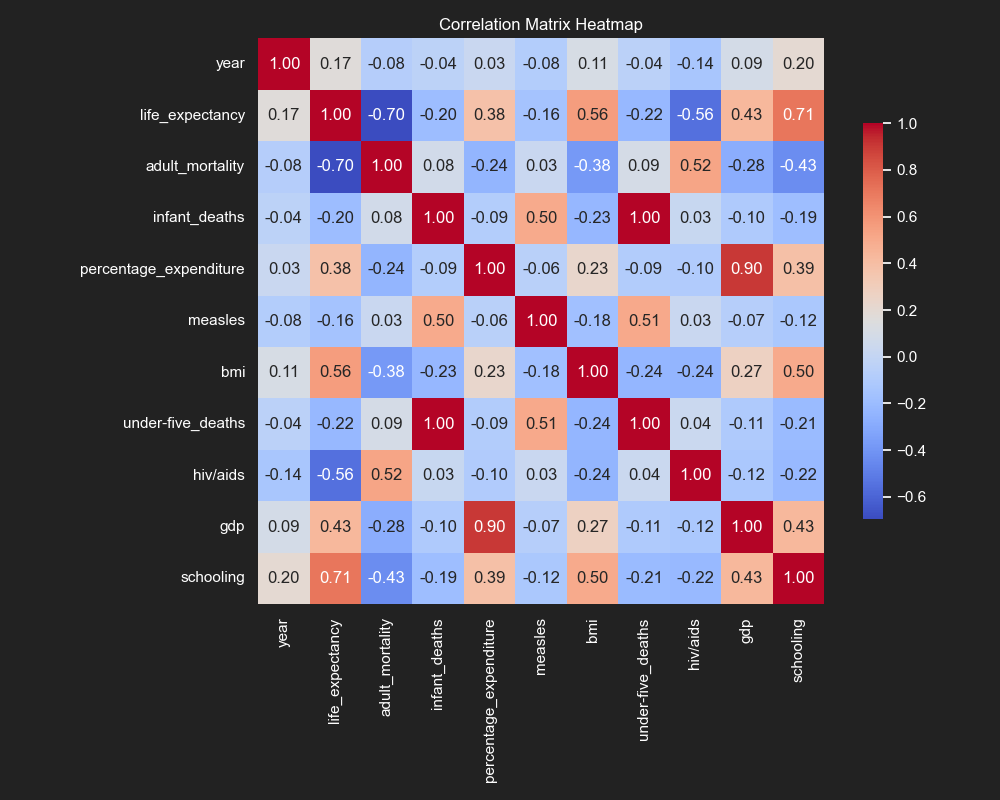 Correlation Matrix Heatmap
year 1.00 0.17 -0.08 -0.04 0.03 -0.08 0.11 -0.04 -0.14 0.09 0.20
life_expectancy 0.17 1.00 -0.70 -0.20 0.38 -0.16 0.56 -0.22 -0.56 0.43 0.71
adult_mortality -0.08 -0.70 1.00 0.08 -0.24 0.03 -0.38 0.09 0.52 -0.28 -0.43
infant_deaths -0.04 -0.20 0.08 1.00 -0.09 0.50 -0.23 1.00 0.03 -0.10 -0.19
percentage_expenditure 0.03 0.38 -0.24 -0.09 1.00 -0.06 0.23 -0.09 -0.10 0.90 0.39
measles -0.08 -0.16 0.03 0.50 -0.06 1.00 -0.18 0.51 0.03 -0.07 -0.12
bmi 0.11 0.56 -0.38 -0.23 0.23 -0.18 1.00 -0.24 -0.24 0.27 0.50
under-five_deaths -0.04 -0.22 0.09 1.00 -0.09 0.51 -0.24 1.00 0.04 -0.11 -0.21
hiv/aids -0.14 -0.56 0.52 0.03 -0.10 0.03 -0.24 0.04 1.00 -0.12 -0.22
gdp 0.09 0.43 -0.28 -0.10 0.90 -0.07 0.27 -0.11 -0.12 1.00 0.43
schooling 0.20 0.71 -0.43 -0.19 0.39 -0.12 0.50 -0.21 -0.22 0.43 1.00
year
life_expectancy
adult_mortality
infant_deaths
percentage_expenditure
measles
bmi
under-five_deaths
hiv/aids
gdp
schooling
1.0
0.8
0.6
0.4
0.2
0.0
−0.2
−0.4
−0.6